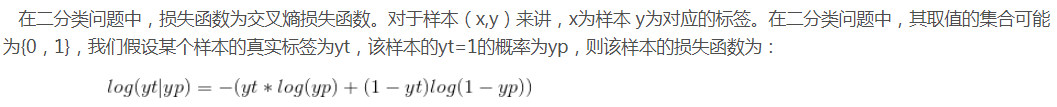 在二分类问题中，损失函数为交叉熵损失函数。对于样本（x,y）来讲，x为样本 y为对应的标签。在二分类问题中，其取值的集合可能
为{0，1}，我们假设某个样本的真实标签为yt，该样本的yt=1的概率为yp，则该样本的损失函数为：
log(yt|yp) = −(yt ∗ log(yp) + (1 − yt)log(1 − yp))